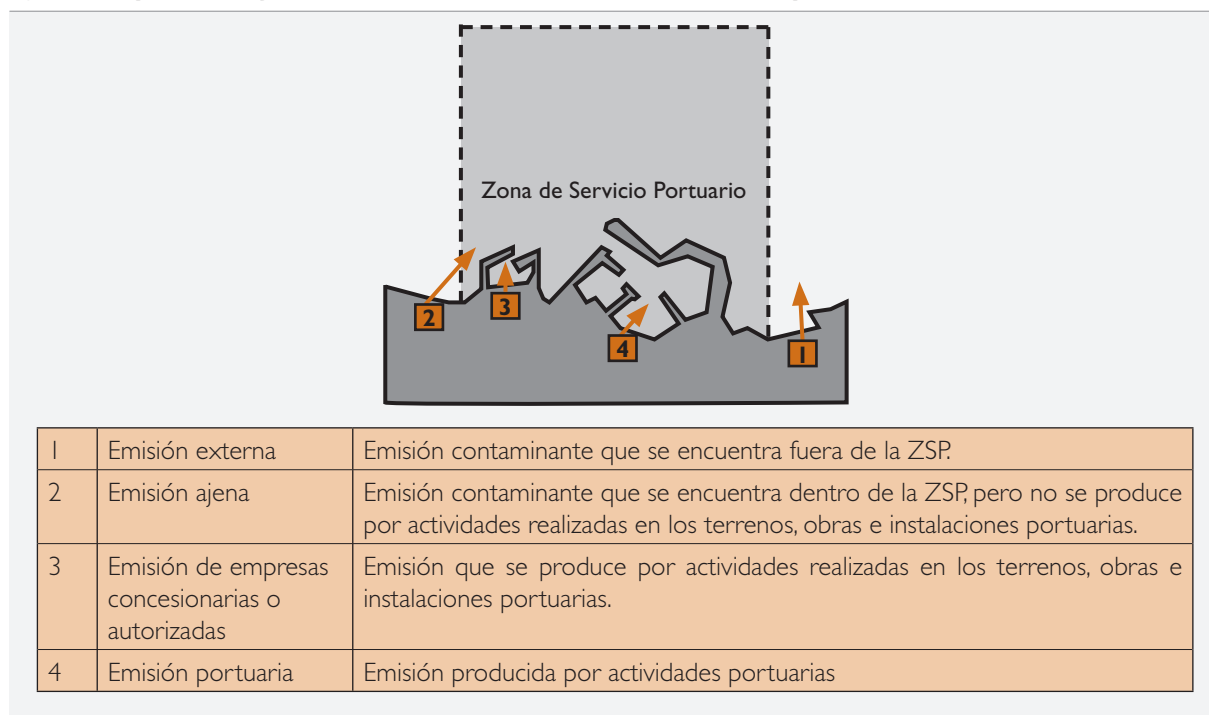 Zona de Servicio Portuario
2
3
4
1
1 Emisión externa Emisión contaminante que se encuentra fuera de la ZSP.
2 Emisión ajena Emisión contaminante que se encuentra dentro de la ZSP, pero no se produce
por actividades realizadas en los terrenos, obras e instalaciones portuarias.
3 Emisión de empresas Emisión que se produce por actividades realizadas en los terrenos, obras e
concesionarias o instalaciones portuarias.
autorizadas
4 Emisión portuaria Emisión producida por actividades portuarias